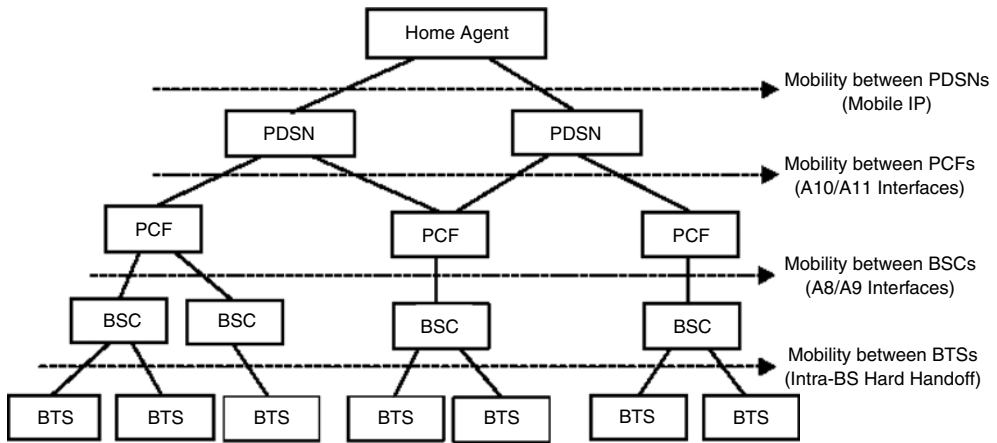 Home Agent
Mobility between PDSNs
(Mobile IP)
PDSN
PDSN
Mobility between PCFs
(A10/A11 Interfaces)
PCF
PCF
PCF
Mobility between BSCs
(A8/A9 Interfaces)
BSC
BSC
BSC
BSC
Mobility between BTSs
(Intra-BS Hard Handoff)
BTS
BTS
BTS
BTS
BTS
BTS
BTS